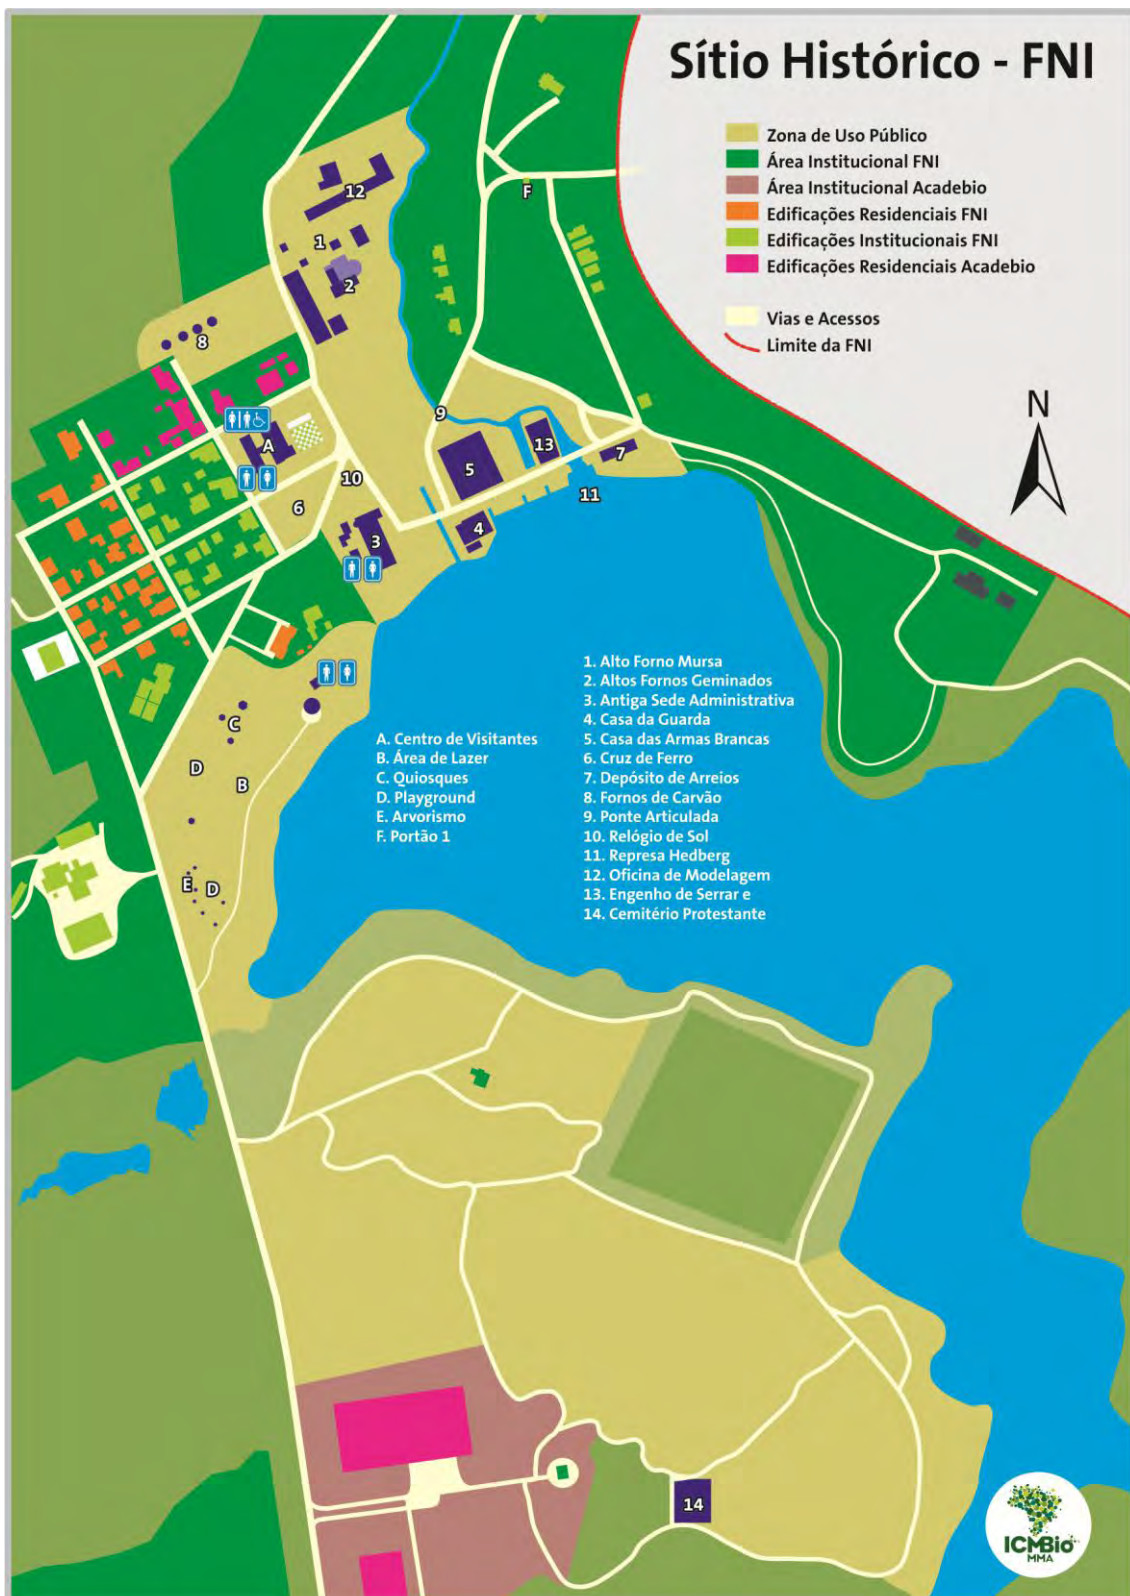 Sítio Histórico - FNI
Zona de Uso Público
Área Institucional FNI
Área Institucional Acadebio
Edificações Residenciais FNI
Edificações Institucionais FNI
Edificações Residenciais Acadebio
Vias e Acessos
Limite da FNI
N
12
1
2
F
8
9
A
13
5
7
10
6
11
4
3
C
D
B
E
D
A. Centro de Visitantes
B. Área de Lazer
C. Quiosques
D. Playground
E. Arvorismo
F. Portão 1
1. Alto Forno Mursa
2. Altos Fornos Geminados
3. Antiga Sede Administrativa
4. Casa da Guarda
5. Casa das Armas Brancas
6. Cruz de Ferro
7. Depósito de Arreios
8. Fornos de Carvão
9. Ponte Articulada
10. Relógio de Sol
11. Represa Hedberg
12. Oficina de Modelagem
13. Engenho de Serrar e
14. Cemitério Protestante
14
ICMBio
MMA